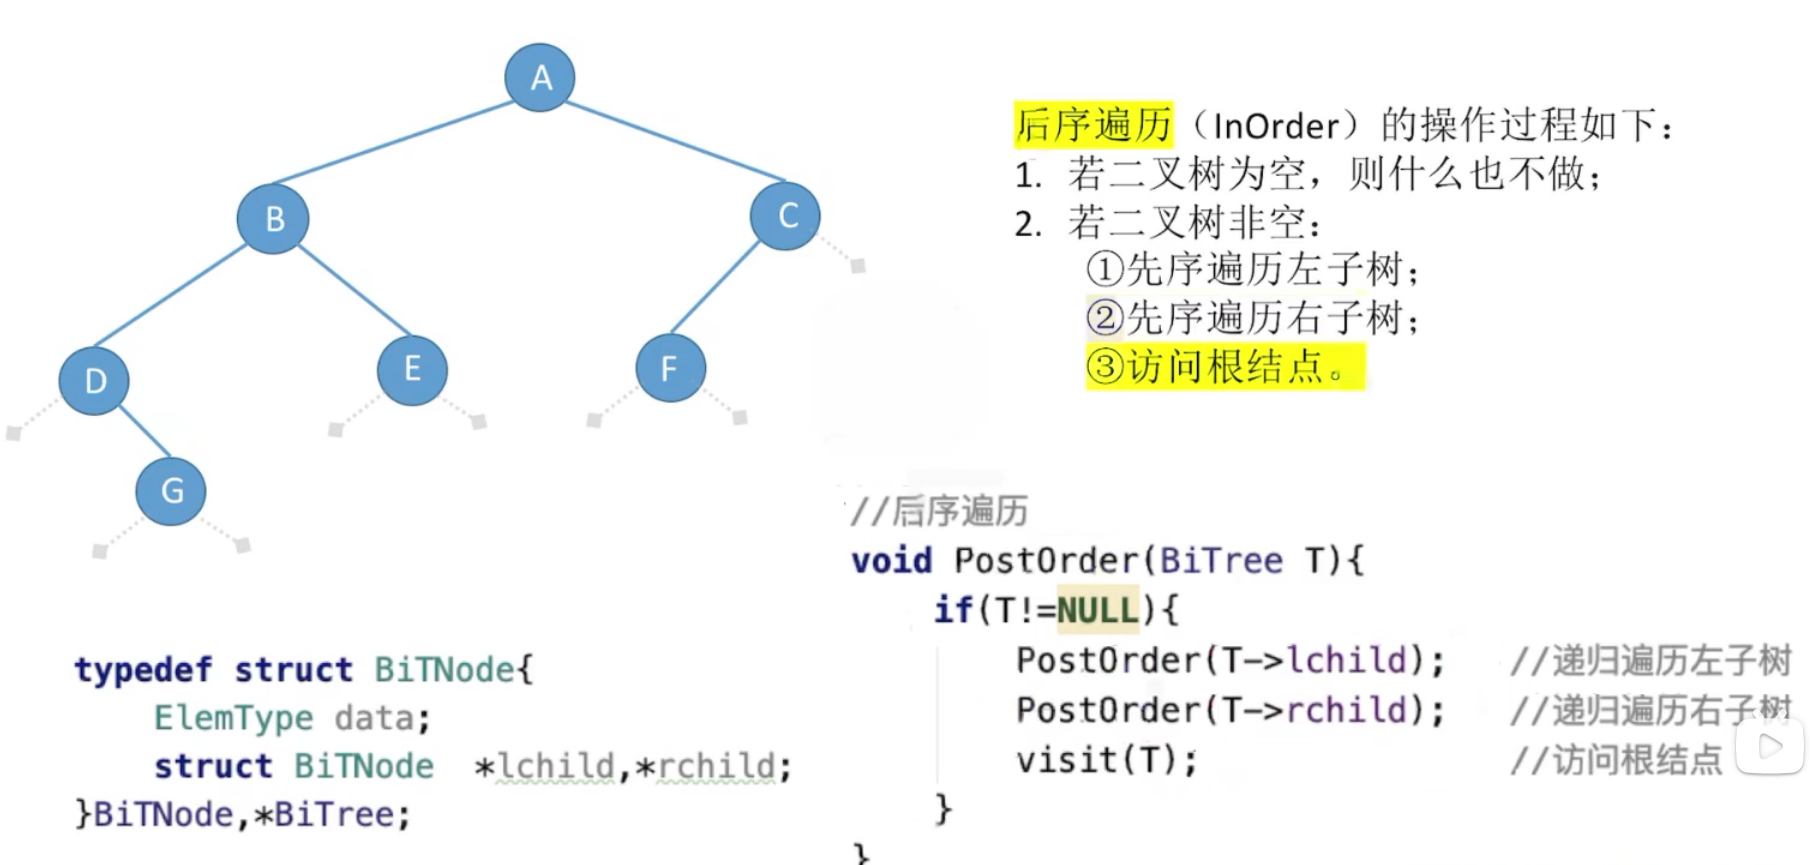 A
B
C
D
E
F
G
后序遍历（InOrder）的操作过程如下：
1. 若二叉树为空，则什么也不做；
2. 若二叉树非空：
①先序遍历左子树；
②先序遍历右子树；
③访问根结点。
//后序遍历
void PostOrder(BiTree T){
if(T!=NULL){
PostOrder(T->lchild); //递归遍历左子树
PostOrder(T->rchild); //递归遍历右子树
visit(T); //访问根结点
}
}
typedef struct BiTNode{
ElemType data;
struct BiTNode *lchild,*rchild;
}BiTNode,*BiTree;